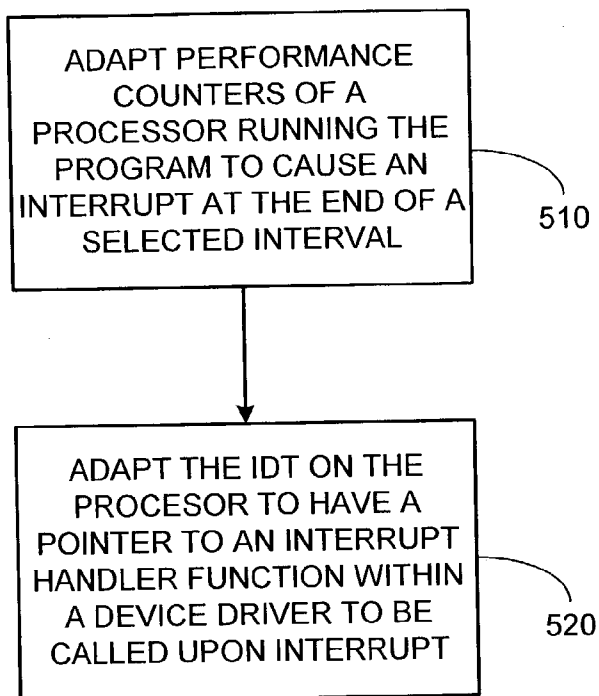 ADAPT PERFORMANCE
COUNTERS OF A
PROCESSOR RUNNING THE
PROGRAM TO CAUSE AN
INTERRUPT AT THE END OF A
SELECTED INTERVAL
510
ADAPT THE IDT ON THE
PROCESOR TO HAVE A
POINTER TO AN INTERRUPT
HANDLER FUNCTION WITHIN
A DEVICE DRIVER TO BE
CALLED UPON INTERRUPT
520